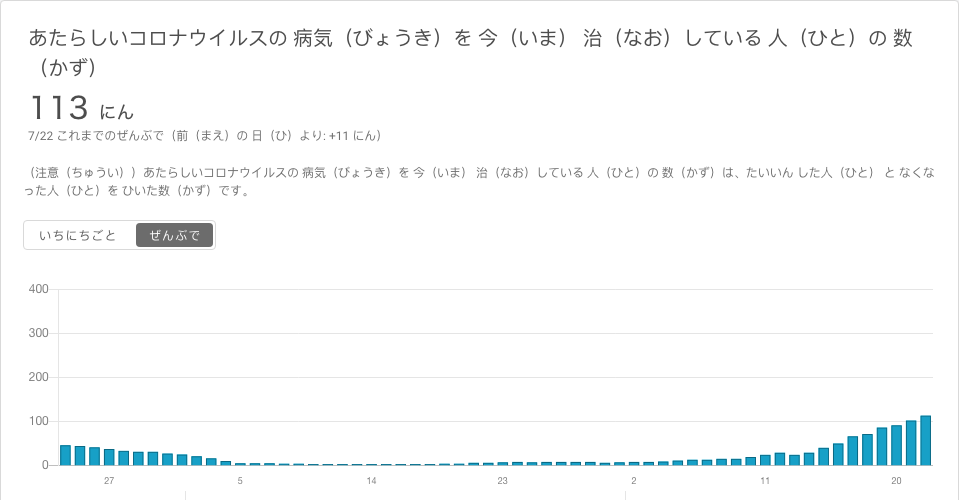 あたらしいコロナウイルスの 病気（びょうき）を 今（いま） 治（なお）している 人（ひと）の 数
（かず）
113 にん
7/22 これまでのぜんぶで（前（まえ）の 日（ひ）より: +11 にん）
（注意（ちゅうい））あたらしいコロナウイルスの 病気（びょうき）を 今（いま） 治（なお）している 人（ひと）の 数（かず）は、たいいん した人（ひと） と なくな
った人（ひと）を ひいた数（かず）です。
いちにちごと ぜんぶで
400
300
200
100
0
27 5 14 23 2 11 20